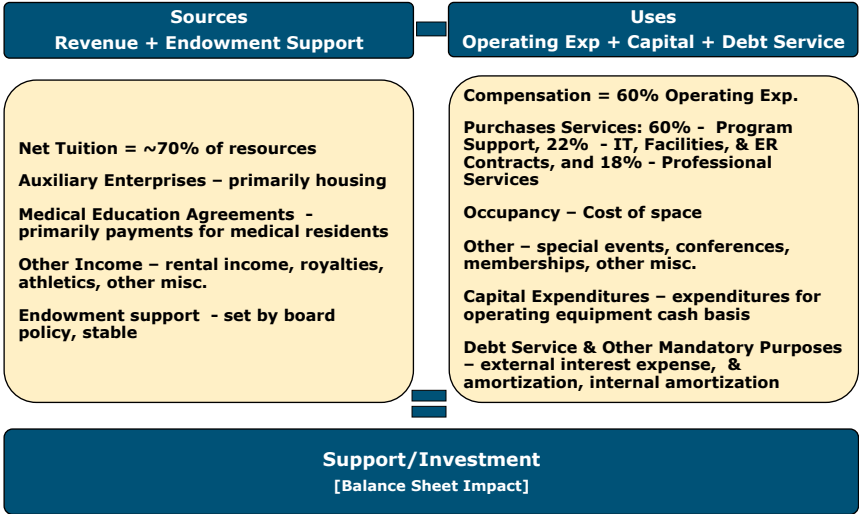 Sources
Revenue + Endowment Support
Uses
Operating Exp + Capital + Debt Service
Net Tuition = ~70% of resources
Auxiliary Enterprises – primarily housing
Medical Education Agreements -
primarily payments for medical residents
Other Income – rental income, royalties,
athletics, other misc.
Endowment support - set by board
policy, stable
Compensation = 60% Operating Exp.
Purchases Services: 60% - Program
Support, 22% - IT, Facilities, & ER
Contracts, and 18% - Professional
Services
Occupancy – Cost of space
Other – special events, conferences,
memberships, other misc.
Capital Expenditures – expenditures for
operating equipment cash basis
Debt Service & Other Mandatory Purposes
– external interest expense, &
amortization, internal amortization
Support/Investment
[Balance Sheet Impact]